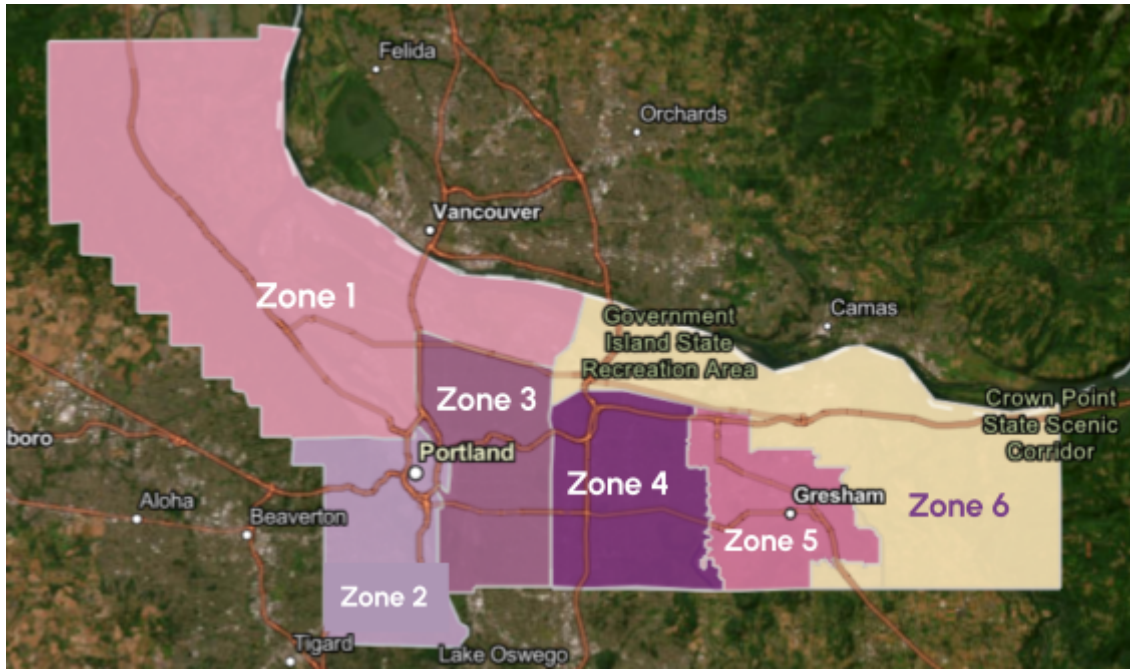 Felida
Orchards
Vancouver
Zone 1
Government
Island State
Recreation Area
Camas
Zone 3
Crown Point
State Scenic
Corridor
boro
Portland
Zone 4
Aloha
Beaverton
Gresham
Zone 6
Zone 5
Zone 2
Tigard
Lake Oswego